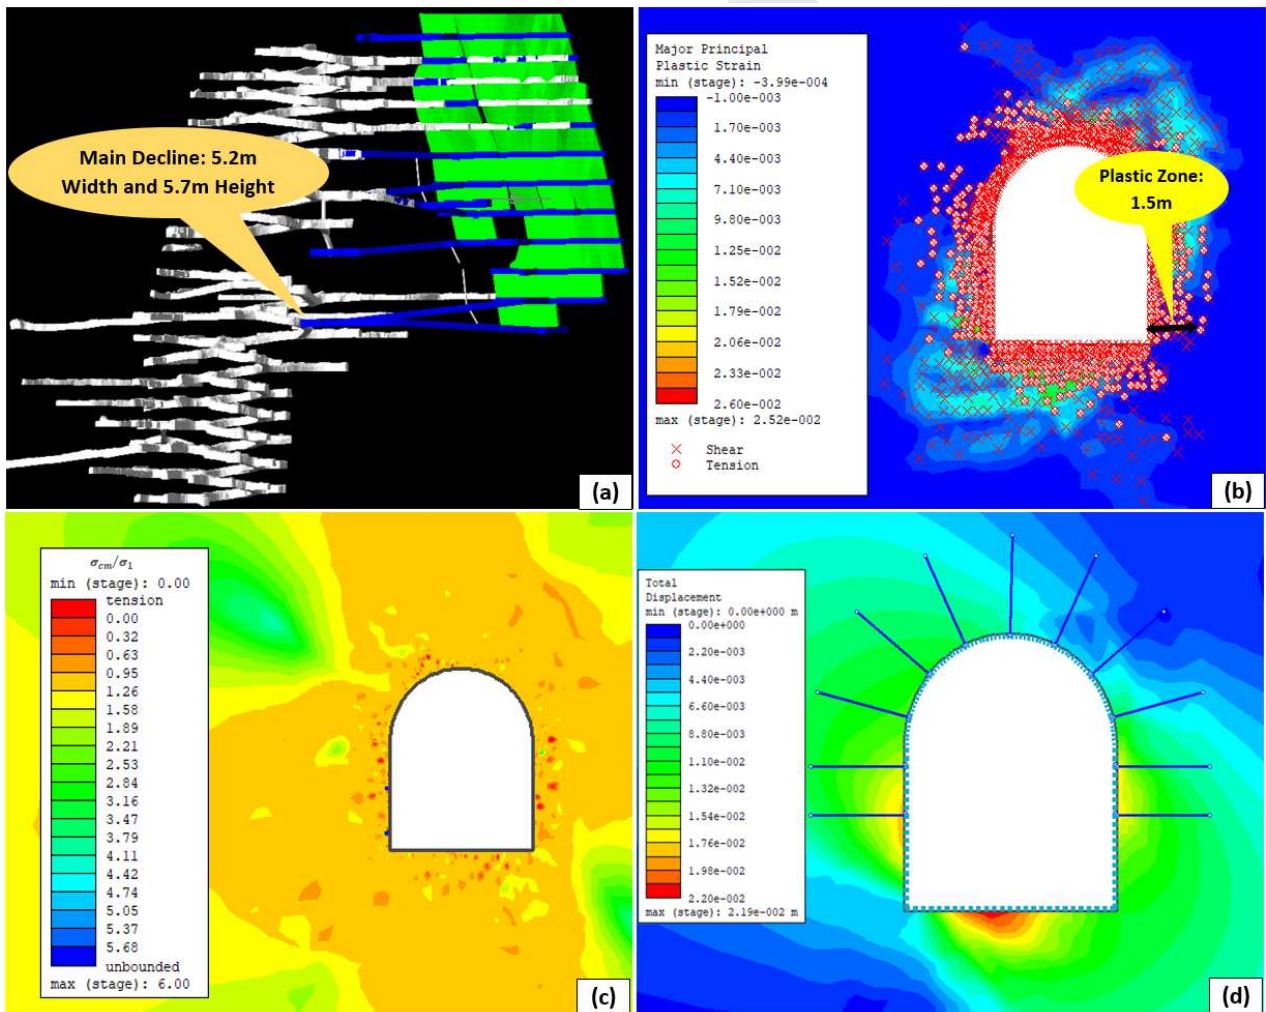 Main Decline: 5.2m
Width and 5.7m Height
(a)
Major Principal
Plastic Strain
min (stage): -3.99e-004
-1.00e-003
1.70e-003
4.40e-003
7.10e-003
9.80e-003
1.25e-002
1.52e-002
1.79e-002
2.06e-002
2.33e-002
2.60e-002
max (stage): 2.52e-002
Shear
Tension
Plastic Zone:
1.5m
(b)
σcm/σ1
min (stage): 0.00
tension
0.00
0.32
0.63
0.95
1.26
1.58
1.89
2.21
2.53
2.84
3.16
3.47
3.79
4.11
4.42
4.74
5.05
5.37
5.68
unbounded
max (stage): 6.00
(c)
Total
Displacement
min (stage): 0.00e+000 m
0.00e+000
2.20e-003
4.40e-003
6.60e-003
8.80e-003
1.10e-002
1.32e-002
1.54e-002
1.76e-002
1.98e-002
2.20e-002
max (stage): 2.19e-002 m
(d)